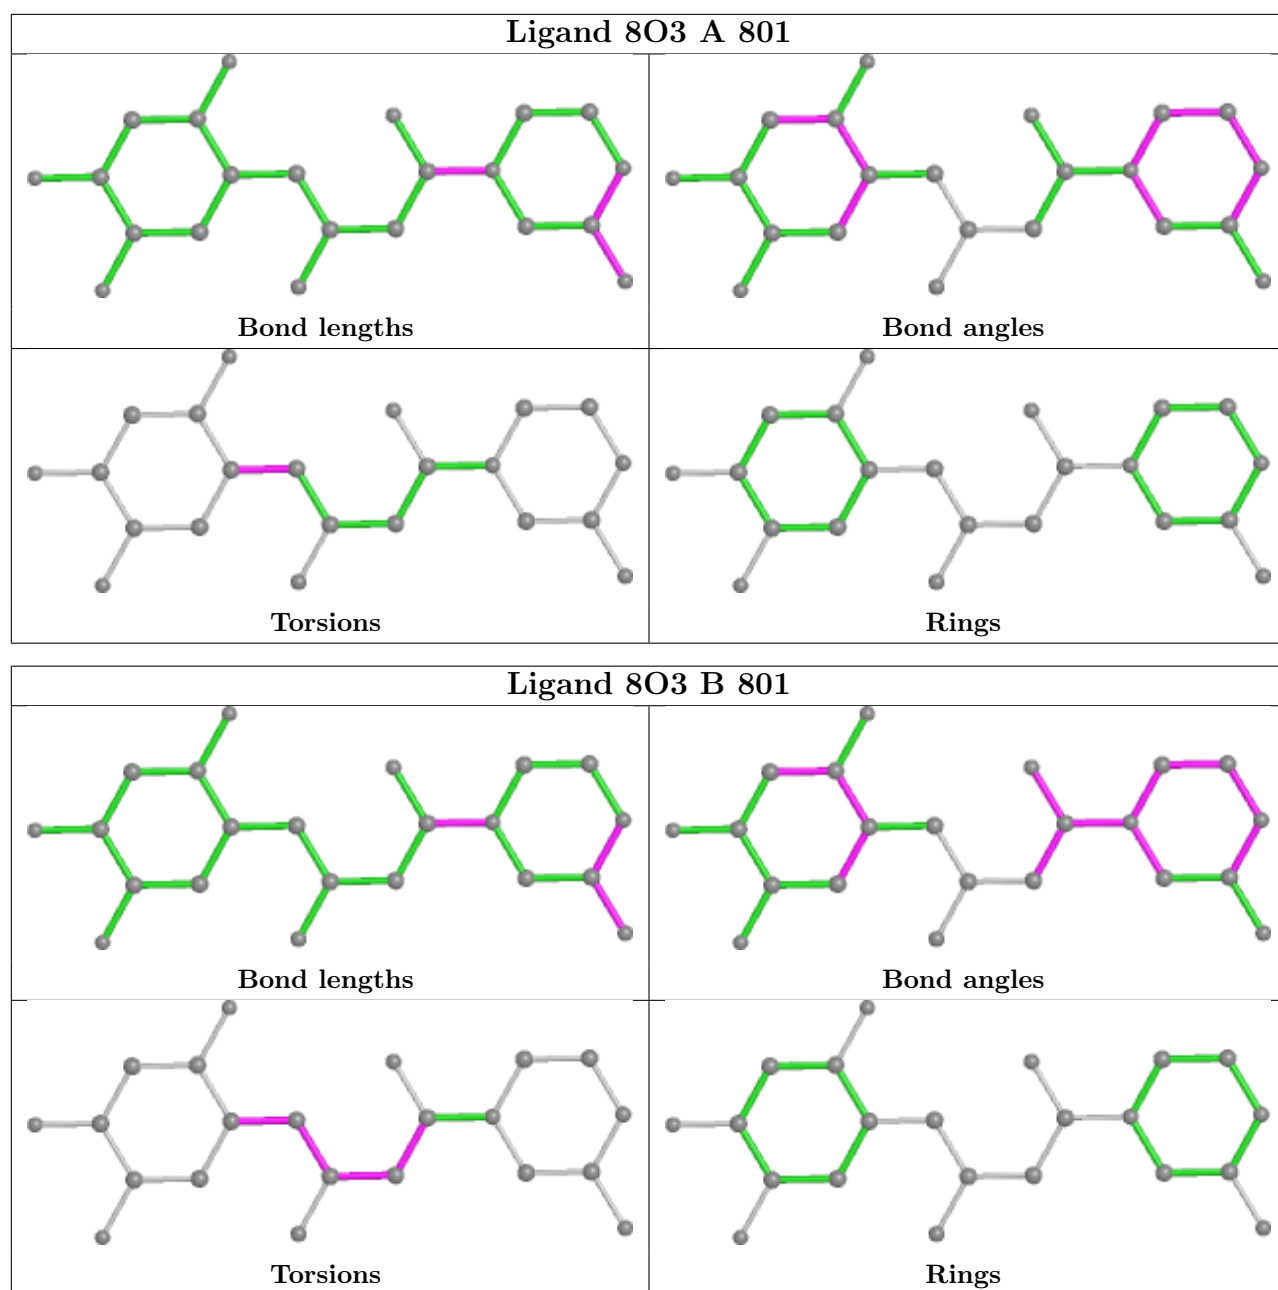 Ligand 8O3 A 801
Bond lengths
Bond angles
Torsions
Rings
Ligand 8O3 B 801
Bond lengths
Bond angles
Torsions
Rings